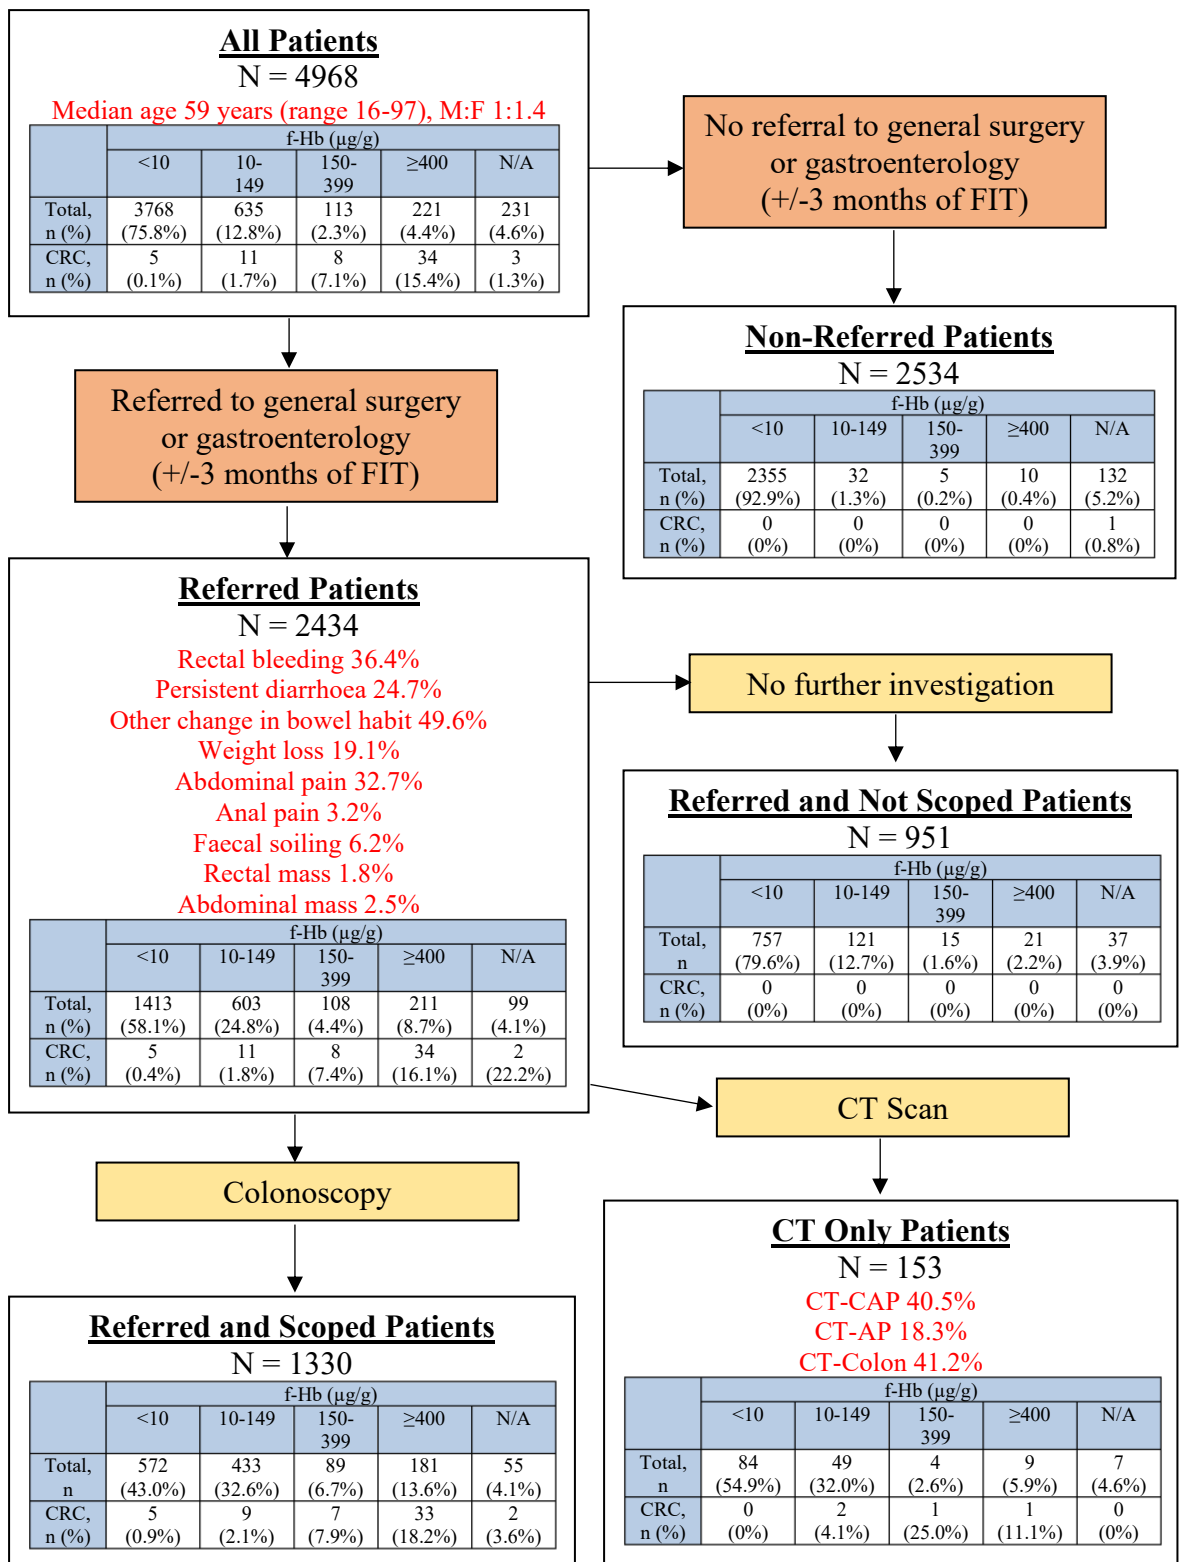 All Patients
N = 4968
Median age 59 years (range 16-97), M:F 1:1.4
f-Hb (µg/g)
<10 10-149 150-399 ≥400 N/A
Total, n (%) 3768 (75.8%) 635 (12.8%) 113 (2.3%) 221 (4.4%) 231 (4.6%)
CRC, n (%) 5 (0.1%) 11 (1.7%) 8 (7.1%) 34 (15.4%) 3 (1.3%)
No referral to general surgery
or gastroenterology
(+/-3 months of FIT)
Non-Referred Patients
N = 2534
f-Hb (µg/g)
<10 10-149 150-399 ≥400 N/A
Total, n (%) 2355 (92.9%) 32 (1.3%) 5 (0.2%) 10 (0.4%) 132 (5.2%)
CRC, n (%) 0 (0%) 0 (0%) 0 (0%) 0 (0%) 1 (0.8%)
Referred to general surgery
or gastroenterology
(+/-3 months of FIT)
Referred Patients
N = 2434
Rectal bleeding 36.4%
Persistent diarrhoea 24.7%
Other change in bowel habit 49.6%
Weight loss 19.1%
Abdominal pain 32.7%
Anal pain 3.2%
Faecal soiling 6.2%
Rectal mass 1.8%
Abdominal mass 2.5%
f-Hb (µg/g)
<10 10-149 150-399 ≥400 N/A
Total, n (%) 1413 (58.1%) 603 (24.8%) 108 (4.4%) 211 (8.7%) 99 (4.1%)
CRC, n (%) 5 (0.4%) 11 (1.8%) 8 (7.4%) 34 (16.1%) 2 (22.2%)
No further investigation
Referred and Not Scoped Patients
N = 951
f-Hb (µg/g)
<10 10-149 150-399 ≥400 N/A
Total, n 757 (79.6%) 121 (12.7%) 15 (1.6%) 21 (2.2%) 37 (3.9%)
CRC, n (%) 0 (0%) 0 (0%) 0 (0%) 0 (0%) 0 (0%)
CT Scan
CT Only Patients
N = 153
CT-CAP 40.5%
CT-AP 18.3%
CT-Colon 41.2%
f-Hb (µg/g)
<10 10-149 150-399 ≥400 N/A
Total, n 84 (54.9%) 49 (32.0%) 4 (2.6%) 9 (5.9%) 7 (4.6%)
CRC, n (%) 0 (0%) 2 (4.1%) 1 (25.0%) 1 (11.1%) 0 (0%)
Colonoscopy
Referred and Scoped Patients
N = 1330
f-Hb (µg/g)
<10 10-149 150-399 ≥400 N/A
Total, n 572 (43.0%) 433 (32.6%) 89 (6.7%) 181 (13.6%) 55 (4.1%)
CRC, n (%) 5 (0.9%) 9 (2.1%) 7 (7.9%) 33 (18.2%) 2 (3.6%)